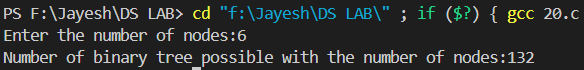 PS F:\Jayesh\DS LAB> cd "f:\Jayesh\DS LAB\" ; if ($?) { gcc 20.c
Enter the number of nodes:6
Number of binary tree possible with the number of nodes:132